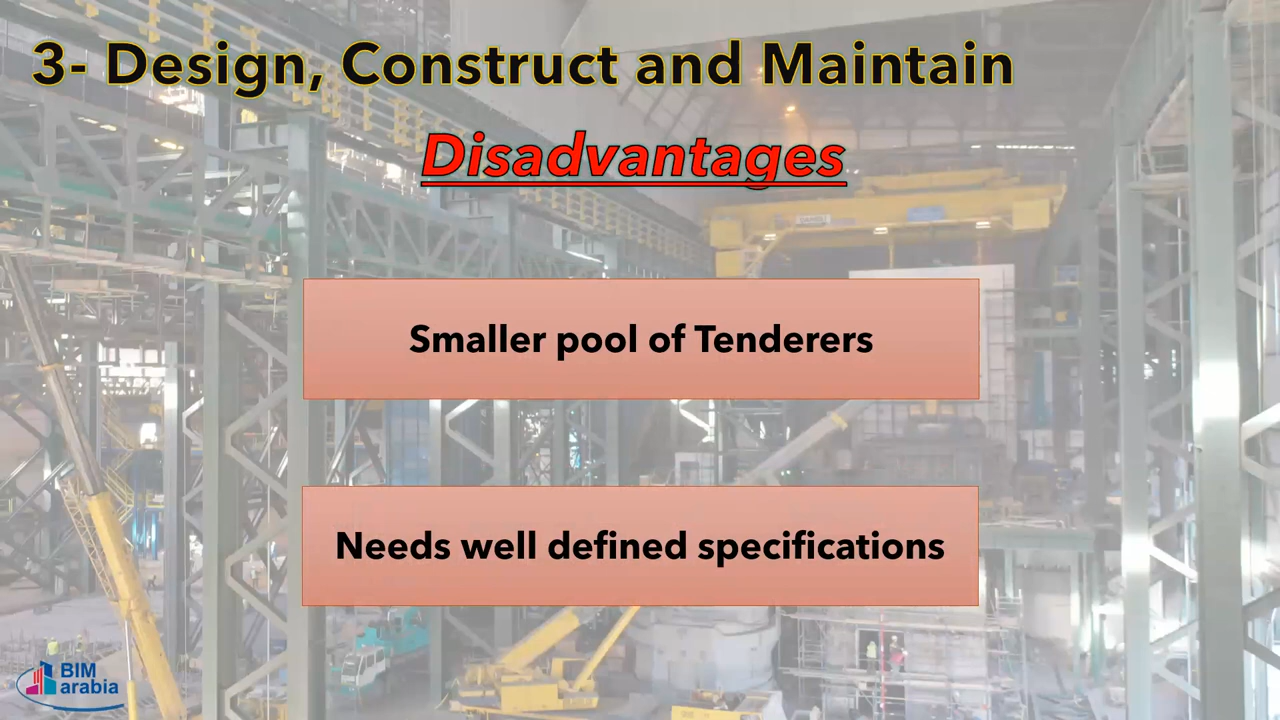 3- Design, Construct and Maintain
Disadvantages
Smaller pool of Tenderers
Needs well defined specifications
BIM
arabia